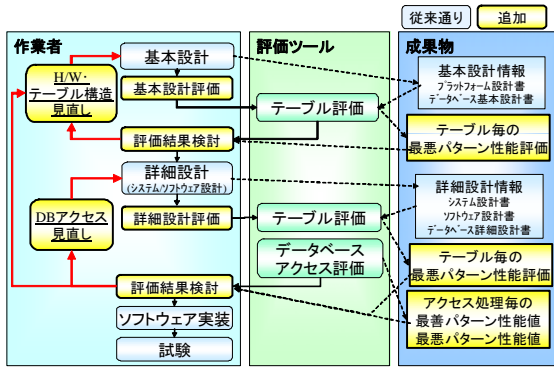 従来通り
追加
作業者
評価ツール
成果物
基本設計
H/W・
テーブル構造
見直し
基本設計評価
テーブル評価
評価結果検討
基本設計情報
プラットフォーム設計書
データベース基本設計書
テーブル毎の
最悪パターン性能評価
詳細設計
(システム/ソフトウェア設計)
DBアクセス
見直し
詳細設計評価
テーブル評価
データベース
アクセス評価
評価結果検討
ソフトウェア実装
試験
詳細設計情報
システム設計書
ソフトウェア設計書
データベース詳細設計書
テーブル毎の
最悪パターン性能評価
アクセス処理毎の
最善パターン性能値
最悪パターン性能値